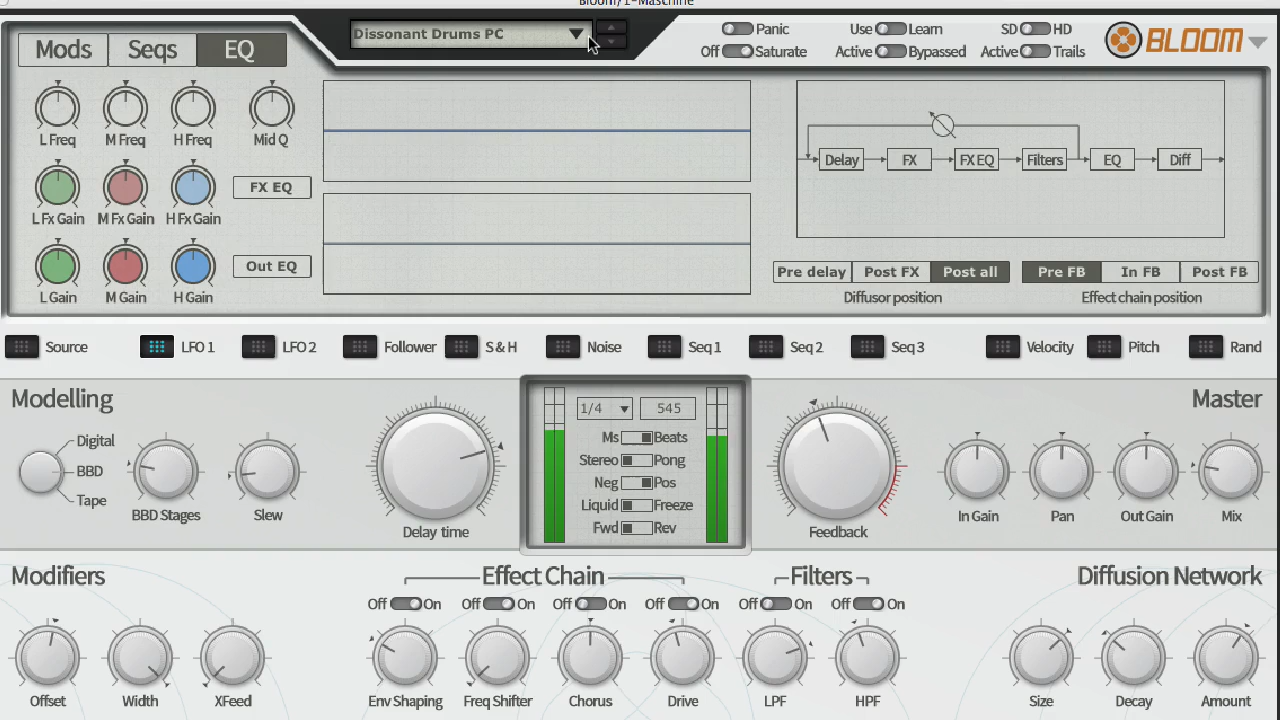 Bloom/1-Maschine
Dissonant Drums PC
Panic
Use Learn
SD HD
Off Saturate
Active Bypassed
Active Trails
BLOOM
Mods Seqs EQ
L Freq M Freq H Freq Mid Q
L Fx Gain M Fx Gain H Fx Gain
FX EQ
L Gain M Gain H Gain
Out EQ
Delay FX FX EQ Filters EQ Diff
Pre delay Post FX Post all
Diffusor position
Pre FB In FB Post FB
Effect chain position
Source LFO 1 LFO 2 Follower S & H Noise Seq 1 Seq 2 Seq 3 Velocity Pitch Rand
Modelling
Digital
BBD
Tape
BBD Stages
Slew
Delay time
1/4 545
Ms Beats
Stereo Pong
Neg Pos
Liquid Freeze
Fwd Rev
Feedback
Master
In Gain Pan Out Gain Mix
Modifiers
Offset Width XFeed
Effect Chain
Off On Off On Off On Off On
Env Shaping Freq Shifter Chorus Drive
Filters
Off On Off On
LPF HPF
Diffusion Network
Size Decay Amount